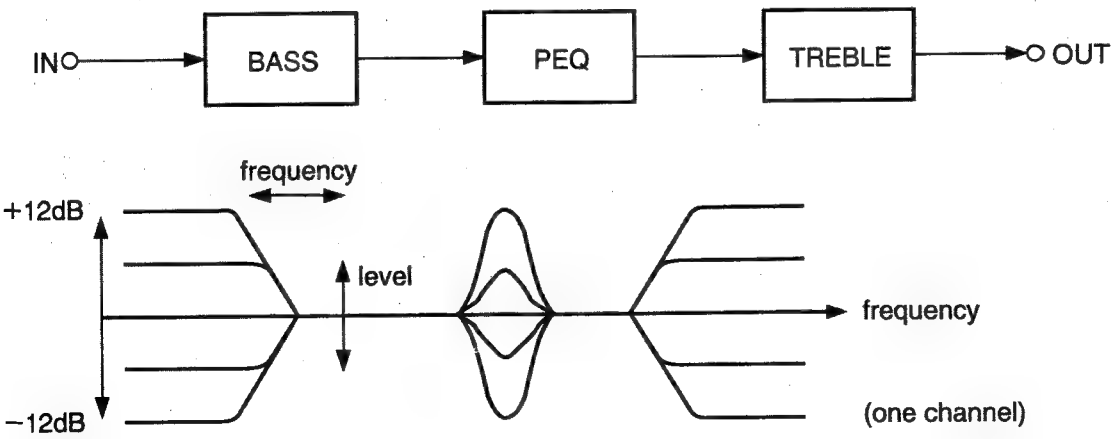 IN BASS PEQ TREBLE OUT
frequency
+12dB
level
frequency
−12dB
(one channel)